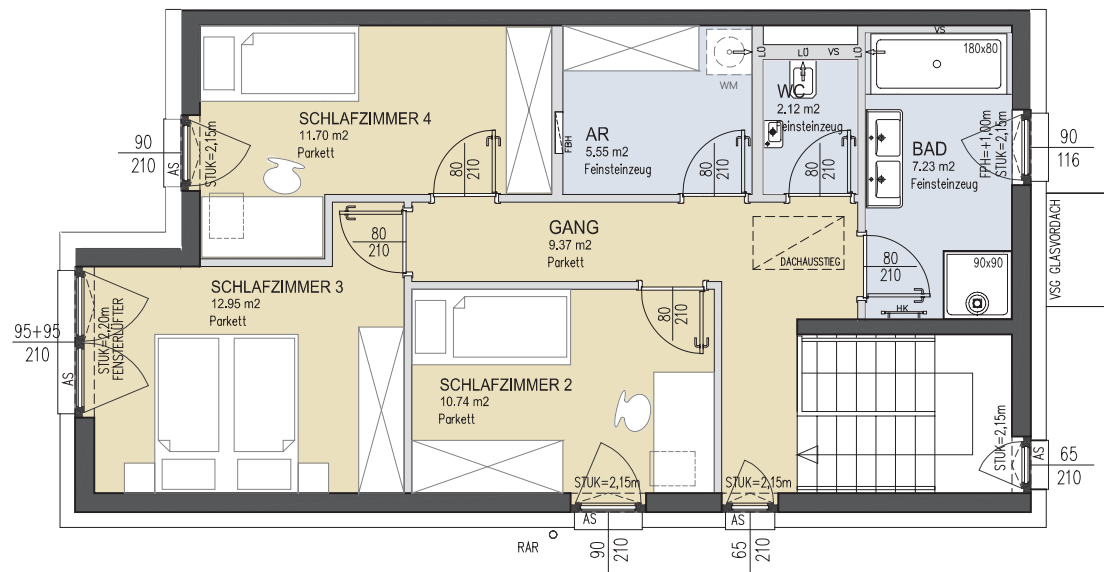 VS
180x80
LÜ
LÜ
VS
LÜ
WM
WC
2.12 m2
Feinsteinzeug
SCHLAFZIMMER 4
11.70 m2
Parkett
AR
5.55 m2
Feinsteinzeug
FBH
BAD
7.23 m2
Feinsteinzeug
90
210
AS
STUK=2,15m
80
210
80
210
80
210
FPH=+1,00m
STUK=2,15m
90
116
VSG GLASVORDACH
80
210
GANG
9.37 m2
Parkett
DACHAUSSTIEG
80
210
90x90
HK
SCHLAFZIMMER 3
12.95 m2
Parkett
95+95
210
AS
STUK=2,20m
FENSTERLÜFTER
80
210
SCHLAFZIMMER 2
10.74 m2
Parkett
STUK=2,15m
AS
65
210
STUK=2,15m
STUK=2,15m
AS
AS
RAR
90
210
65
210